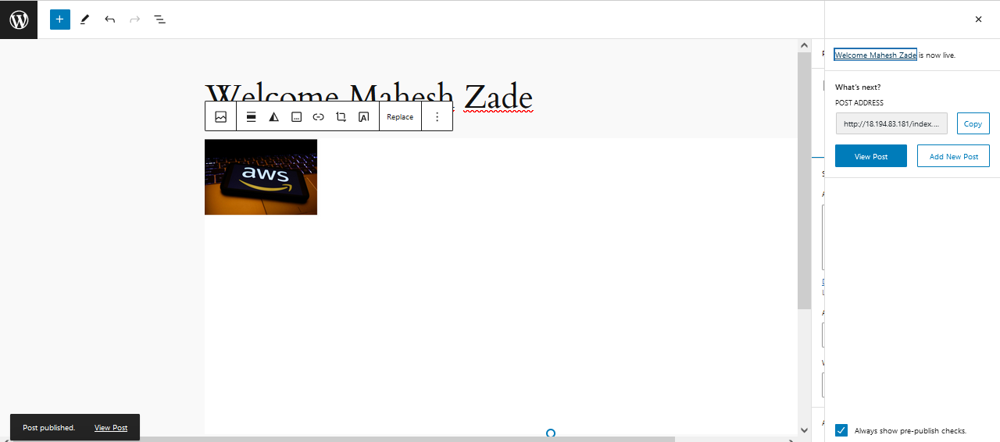 Welcome Mahesh Zade is now live.
Welcome Mahesh Zade
What's next?
POST ADDRESS
http://18.194.83.181/index.... Copy
Replace
View Post Add New Post
aws
Post published. View Post
Always show pre-publish checks.